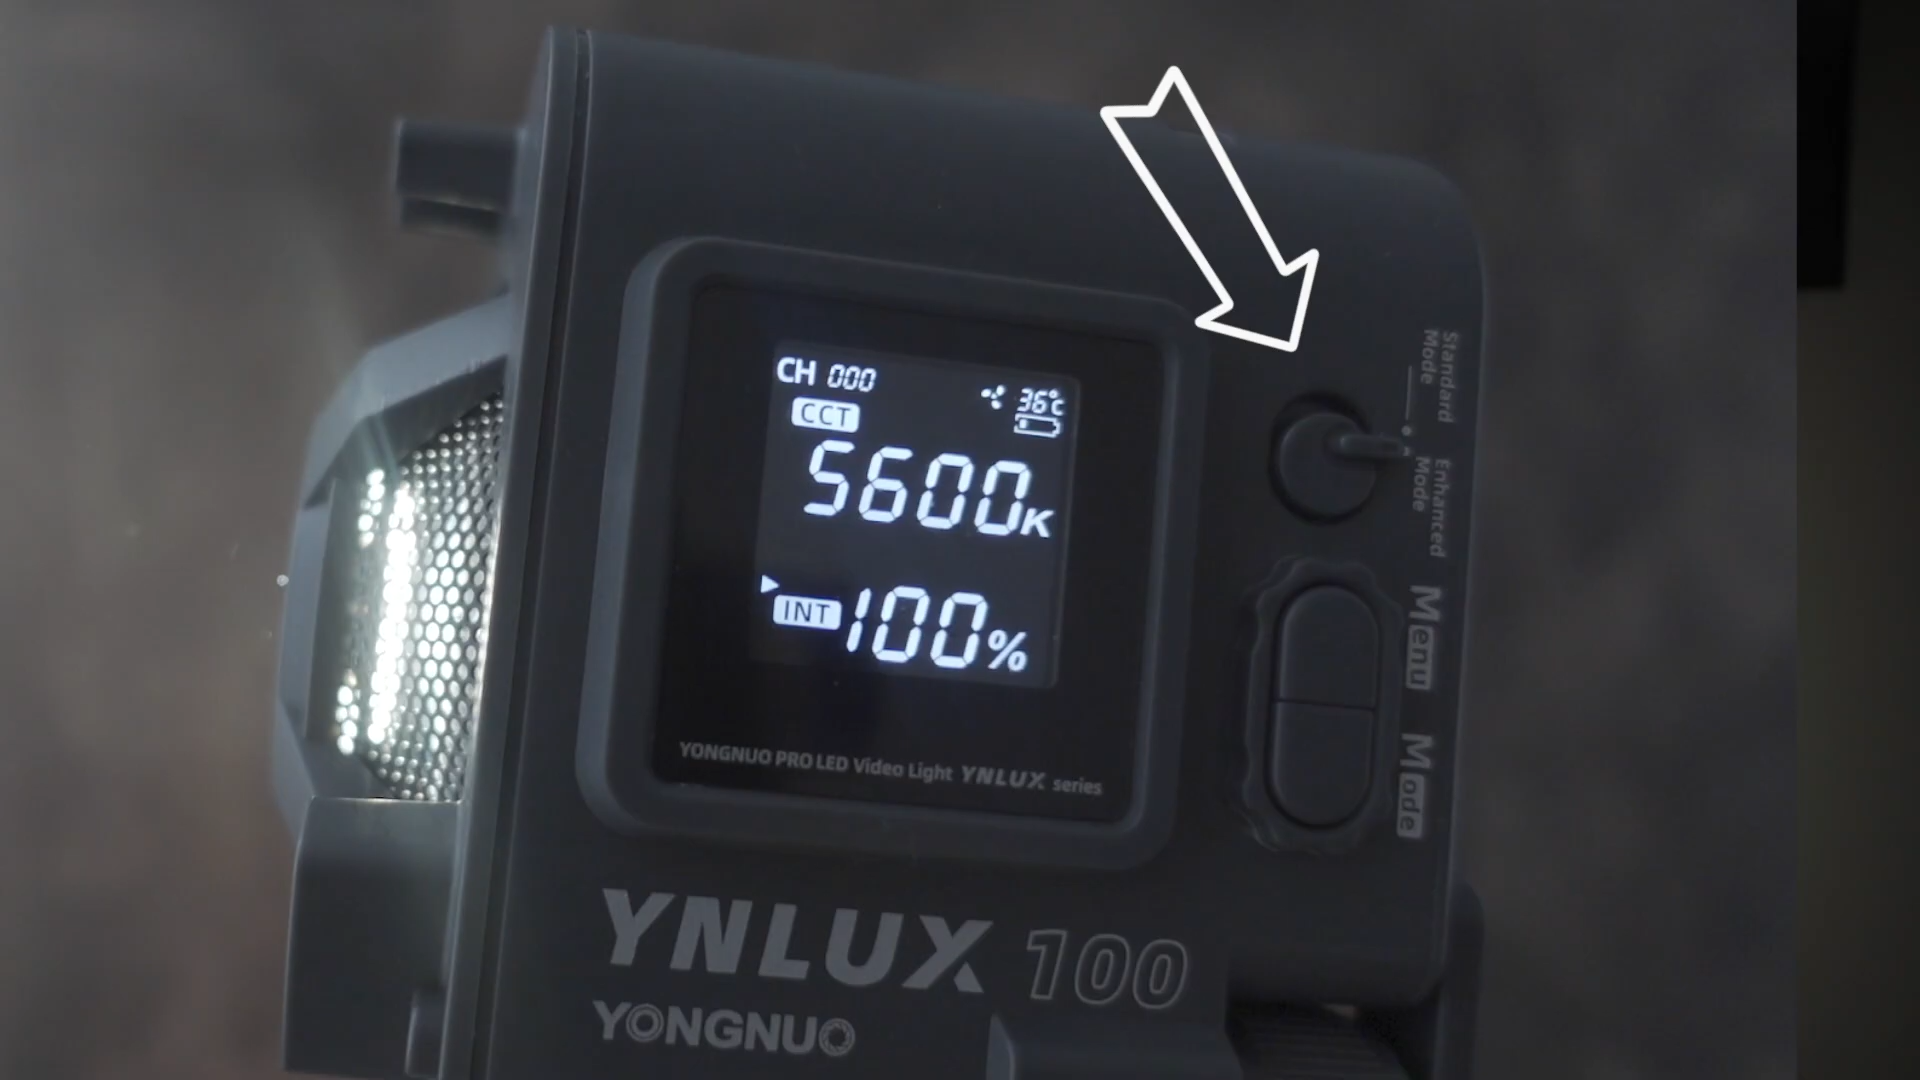 CH 000
36°c
CCT
5600K
INT 100%
YONGNUO PRO LED Video Light YNLUX series
Standard
Mode
Enhanced
Mode
Menu
Mode
YNLUX 100
YONGNUO